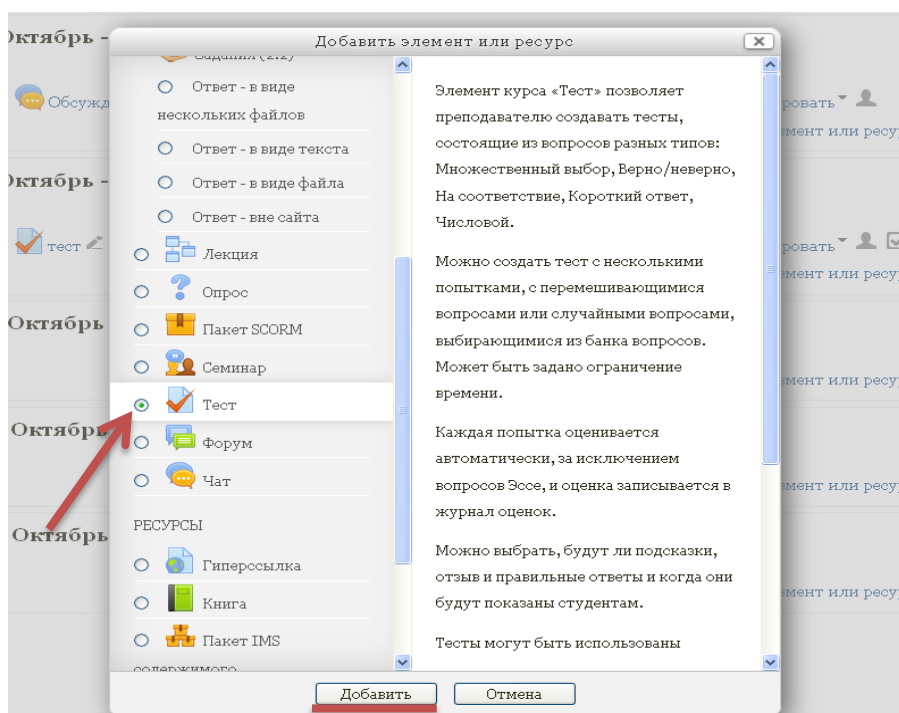 Октябрь -
Обсужд
Октябрь -
тест
Октябрь
Октябрь
Октябрь
Добавить элемент или ресурс
Задания (2.2)
Ответ - в виде
нескольких файлов
Ответ - в виде текста
Ответ - в виде файла
Ответ - вне сайта
Лекция
Опрос
Пакет SCORM
Семинар
Тест
Форум
Чат
РЕСУРСЫ
Гиперссылка
Книга
Пакет IMS
содержимого
Элемент курса «Тест» позволяет
преподавателю создавать тесты,
состоящие из вопросов разных типов:
Множественный выбор, Верно/неверно,
На соответствие, Короткий ответ,
Числовой.
Можно создать тест с несколькими
попытками, с перемешивающимися
вопросами или случайными вопросами,
выбирающимися из банка вопросов.
Может быть задано ограничение
времени.
Каждая попытка оценивается
автоматически, за исключением
вопросов Эссе, и оценка записывается в
журнал оценок.
Можно выбрать, будут ли подсказки,
отзыв и правильные ответы и когда они
будут показаны студентам.
Тесты могут быть использованы
Добавить
Отмена
ровать
мент или ресу
ровать
мент или ресу
мент или ресу
мент или ресу
мент или ресу